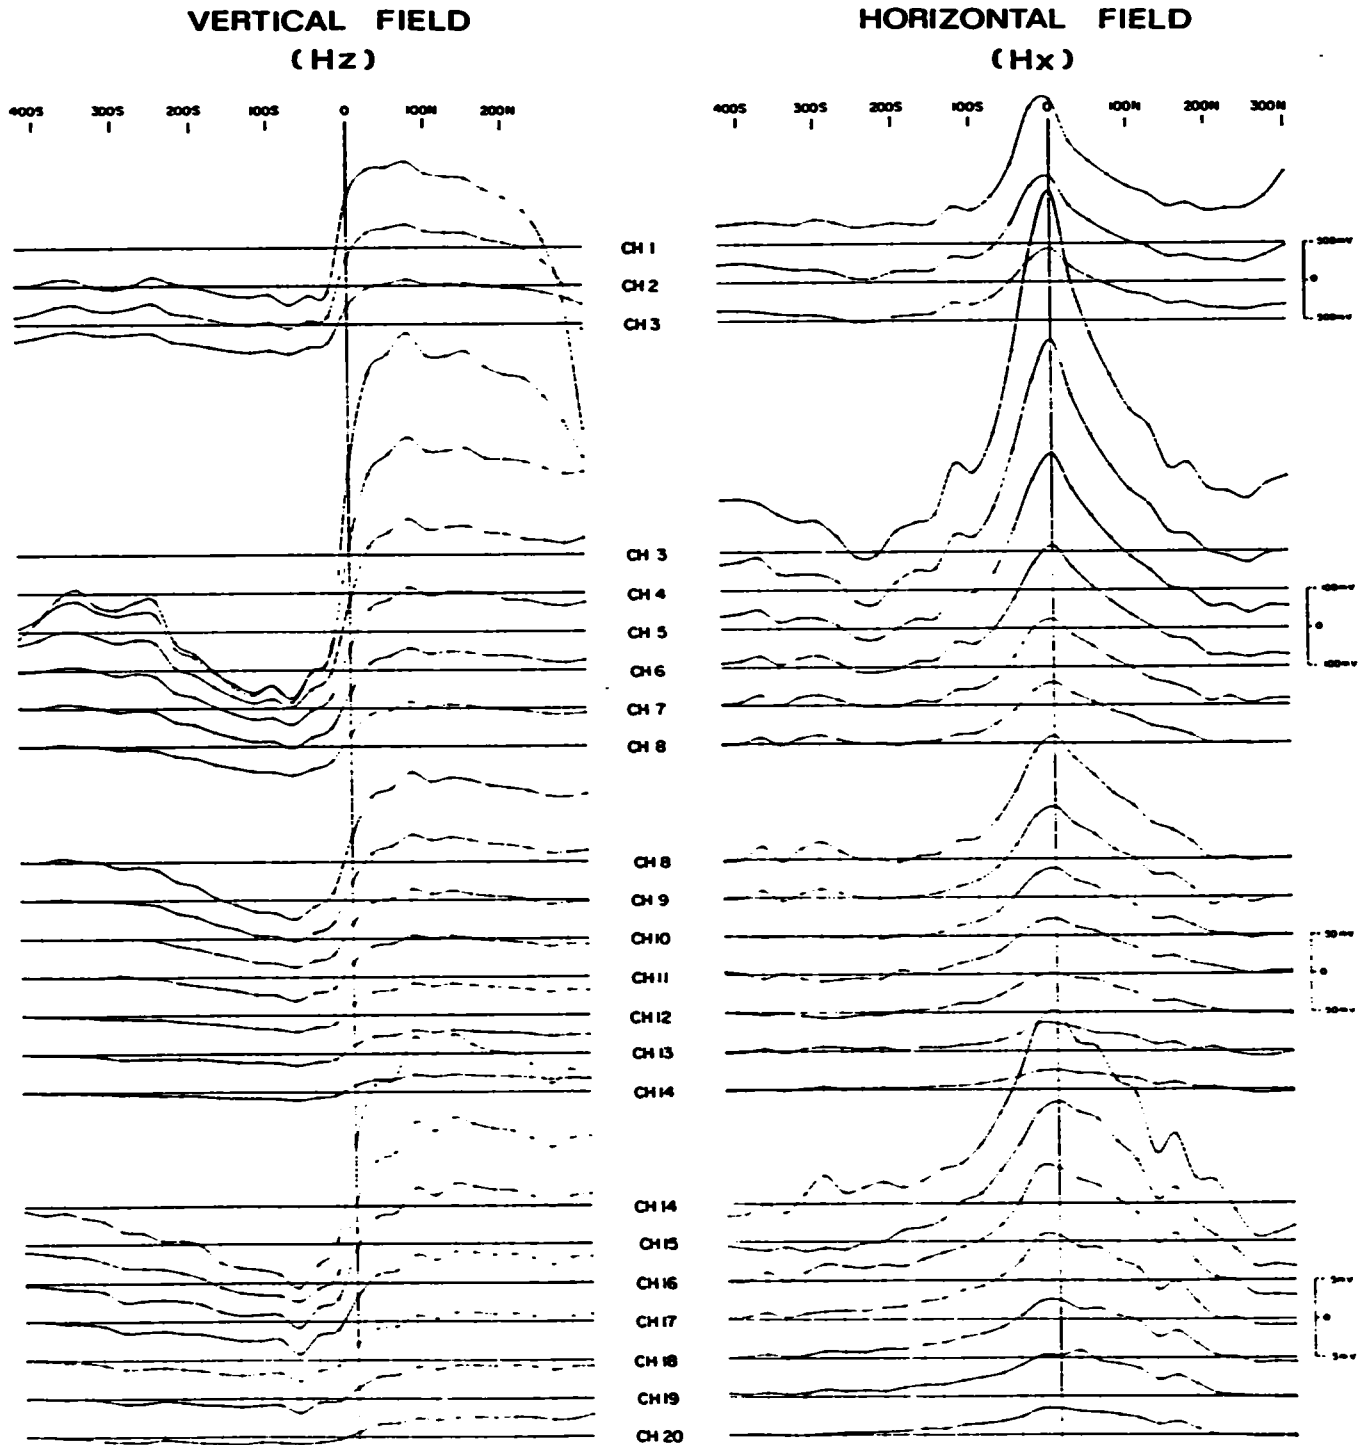 VERTICAL FIELD
(Hz)
HORIZONTAL FIELD
(Hx)
400S 300S 200S 100S 0 100N 200N
400S 300S 200S 100S 0 100N 200N 300N
CH 1
CH 2
CH 3
CH 3
CH 4
CH 5
CH 6
CH 7
CH 8
CH 8
CH 9
CH 10
CH 11
CH 12
CH 13
CH 14
CH 14
CH 15
CH 16
CH 17
CH 18
CH 19
CH 20
0
0
0
0